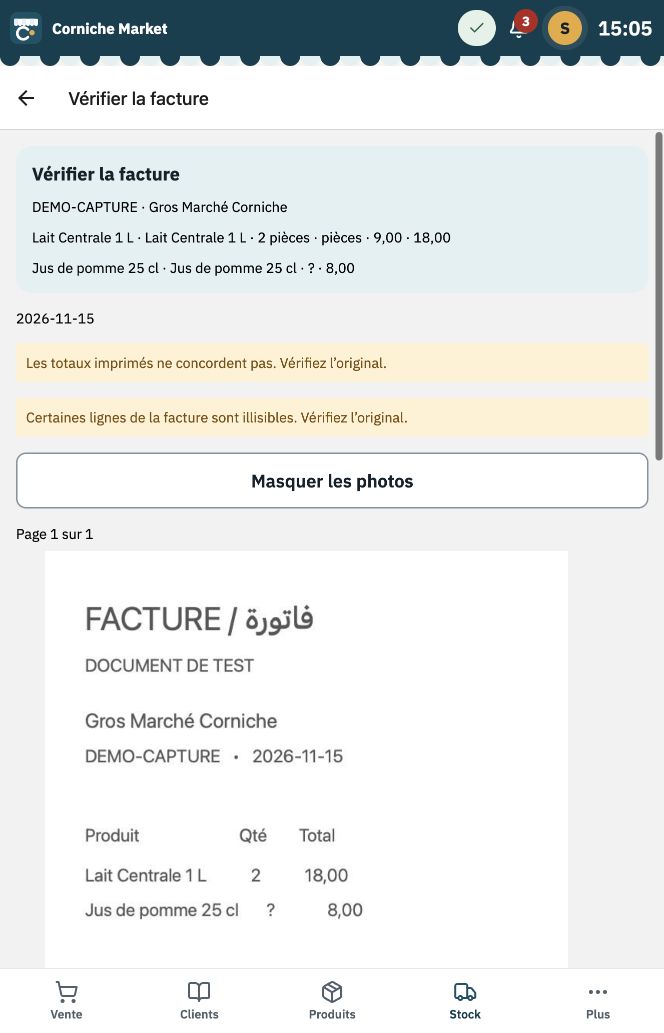 Corniche Market
3
S
15:05
Vérifier la facture
Vérifier la facture
DEMO-CAPTURE · Gros Marché Corniche
Lait Centrale 1 L · Lait Centrale 1 L · 2 pièces · pièces · 9,00 · 18,00
Jus de pomme 25 cl · Jus de pomme 25 cl · ? · 8,00
2026-11-15
Les totaux imprimés ne concordent pas. Vérifiez l’original.
Certaines lignes de la facture sont illisibles. Vérifiez l’original.
Masquer les photos
Page 1 sur 1
FACTURE / فاتورة
DOCUMENT DE TEST
Gros Marché Corniche
DEMO-CAPTURE • 2026-11-15
Produit Qté Total
Lait Centrale 1 L 2 18,00
Jus de pomme 25 cl ? 8,00
Vente Clients Produits Stock Plus